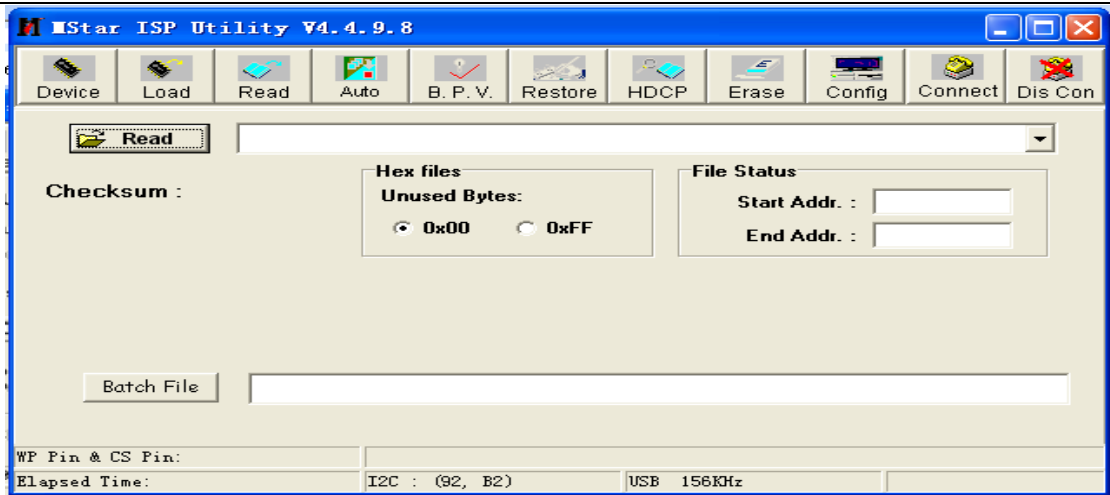 MStar ISP Utility V4.4.9.8
Device Load Read Auto B.P.V. Restore HDCP Erase Config Connect Dis Con
Read
Checksum :
Hex files
Unused Bytes:
0x00 0xFF
File Status
Start Addr. :
End Addr. :
Batch File
WP Pin & CS Pin:
Elapsed Time: I2C : (92, B2) USB 156KHz